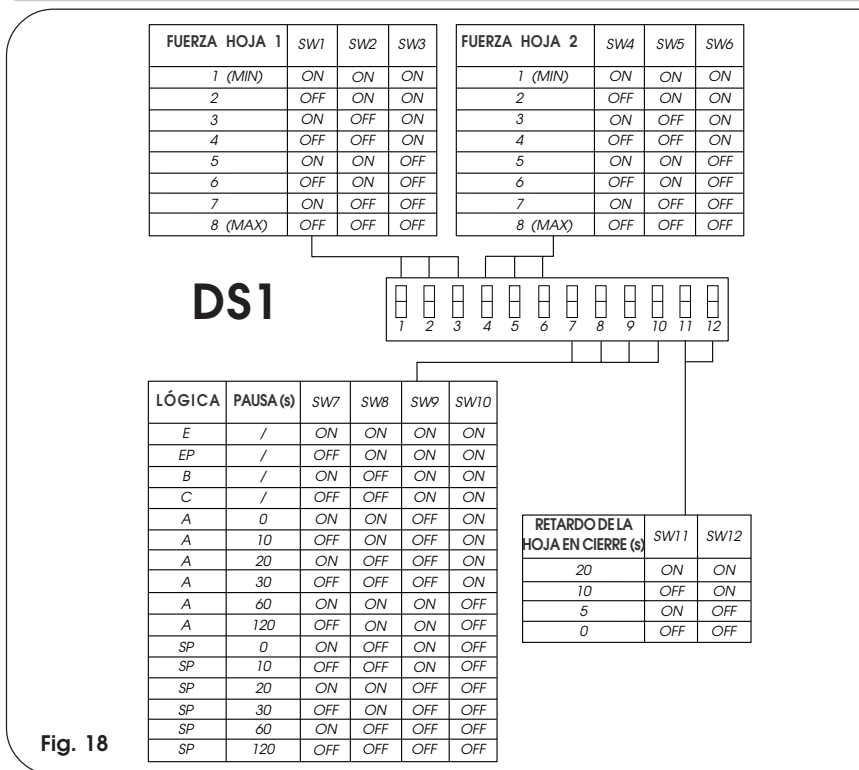 FUERZA HOJA 1 SW1 SW2 SW3
1 (MIN) ON ON ON
2 OFF ON ON
3 ON OFF ON
4 OFF OFF ON
5 ON ON OFF
6 OFF ON OFF
7 ON OFF OFF
8 (MAX) OFF OFF OFF
FUERZA HOJA 2 SW4 SW5 SW6
1 (MIN) ON ON ON
2 OFF ON ON
3 ON OFF ON
4 OFF OFF ON
5 ON ON OFF
6 OFF ON OFF
7 ON OFF OFF
8 (MAX) OFF OFF OFF
DS1
1 2 3 4 5 6 7 8 9 10 11 12
LÓGICA PAUSA (s) SW7 SW8 SW9 SW10
E / ON ON ON ON
EP / OFF ON ON ON
B / ON OFF ON ON
C / OFF OFF ON ON
A 0 ON ON OFF ON
A 10 OFF ON OFF ON
A 20 ON OFF OFF ON
A 30 OFF OFF OFF ON
A 60 ON ON ON OFF
A 120 OFF ON ON OFF
SP 0 ON OFF ON OFF
SP 10 OFF OFF ON OFF
SP 20 ON ON OFF OFF
SP 30 OFF ON OFF OFF
SP 60 ON OFF OFF OFF
SP 120 OFF OFF OFF OFF
RETARDO DE LA
HOJA EN CIERRE (s) SW11 SW12
20 ON ON
10 OFF ON
5 ON OFF
0 OFF OFF
Fig. 18